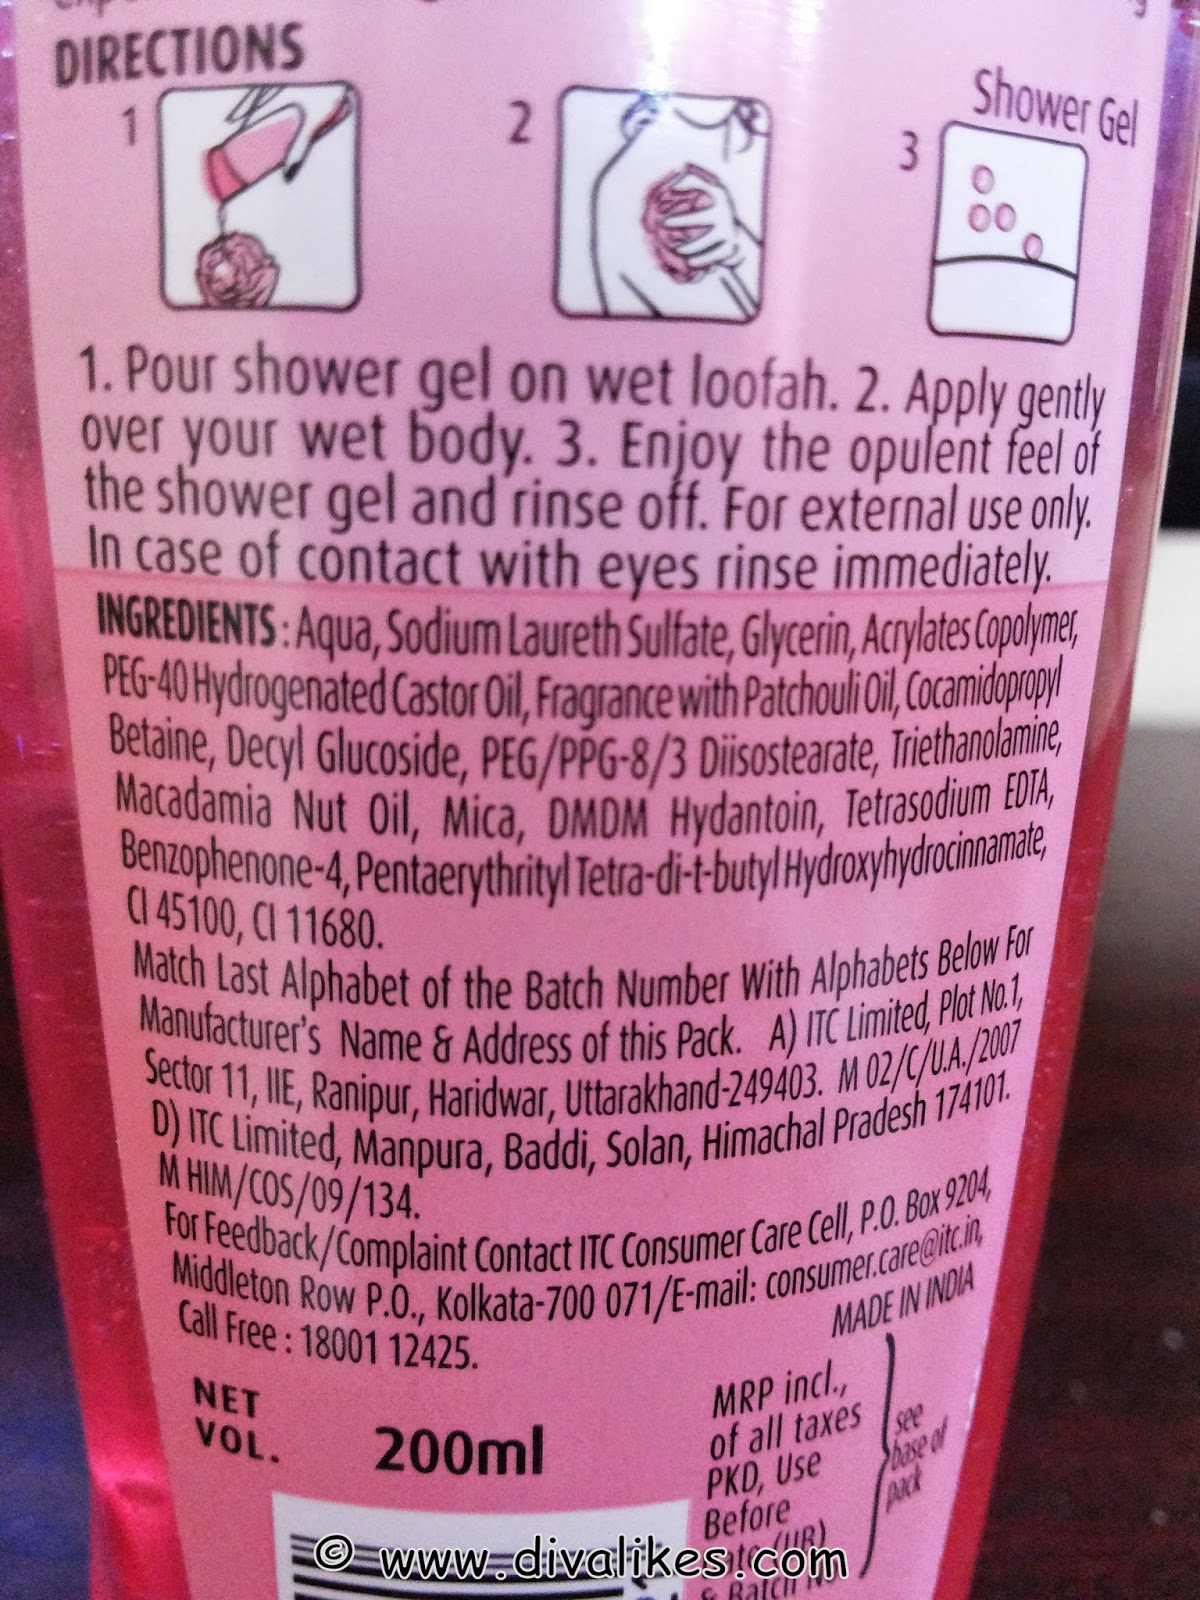 DIRECTIONS
Shower Gel
1
2
3
1. Pour shower gel on wet loofah. 2. Apply gently
over your wet body. 3. Enjoy the opulent feel of
the shower gel and rinse off. For external use only.
In case of contact with eyes rinse immediately.
INGREDIENTS : Aqua, Sodium Laureth Sulfate, Glycerin, Acrylates Copolymer,
PEG-40 Hydrogenated Castor Oil, Fragrance with Patchouli Oil, Cocamidopropyl
Betaine, Decyl Glucoside, PEG/PPG-8/3 Diisostearate, Triethanolamine,
Macadamia Nut Oil, Mica, DMDM Hydantoin, Tetrasodium EDTA,
Benzophenone-4, Pentaerythrityl Tetra-di-t-butyl Hydroxyhydrocinnamate,
CI 45100, CI 11680.
Match Last Alphabet of the Batch Number With Alphabets Below For
Manufacturer's Name & Address of this Pack. A) ITC Limited, Plot No.1,
Sector 11, IIE, Ranipur, Haridwar, Uttarakhand-249403. M 02/C/U.A./2007
D) ITC Limited, Manpura, Baddi, Solan, Himachal Pradesh 174101.
M HIM/COS/09/134.
For Feedback/Complaint Contact ITC Consumer Care Cell, P.O. Box 9204,
Middleton Row P.O., Kolkata-700 071/E-mail: consumer.care@itc.in,
Call Free : 18001 12425.
MADE IN INDIA
NET
VOL. 200ml
MRP incl.,
of all taxes
PKD, Use
Before
see
base of
pack
& Batch No
© www.divalikes.com